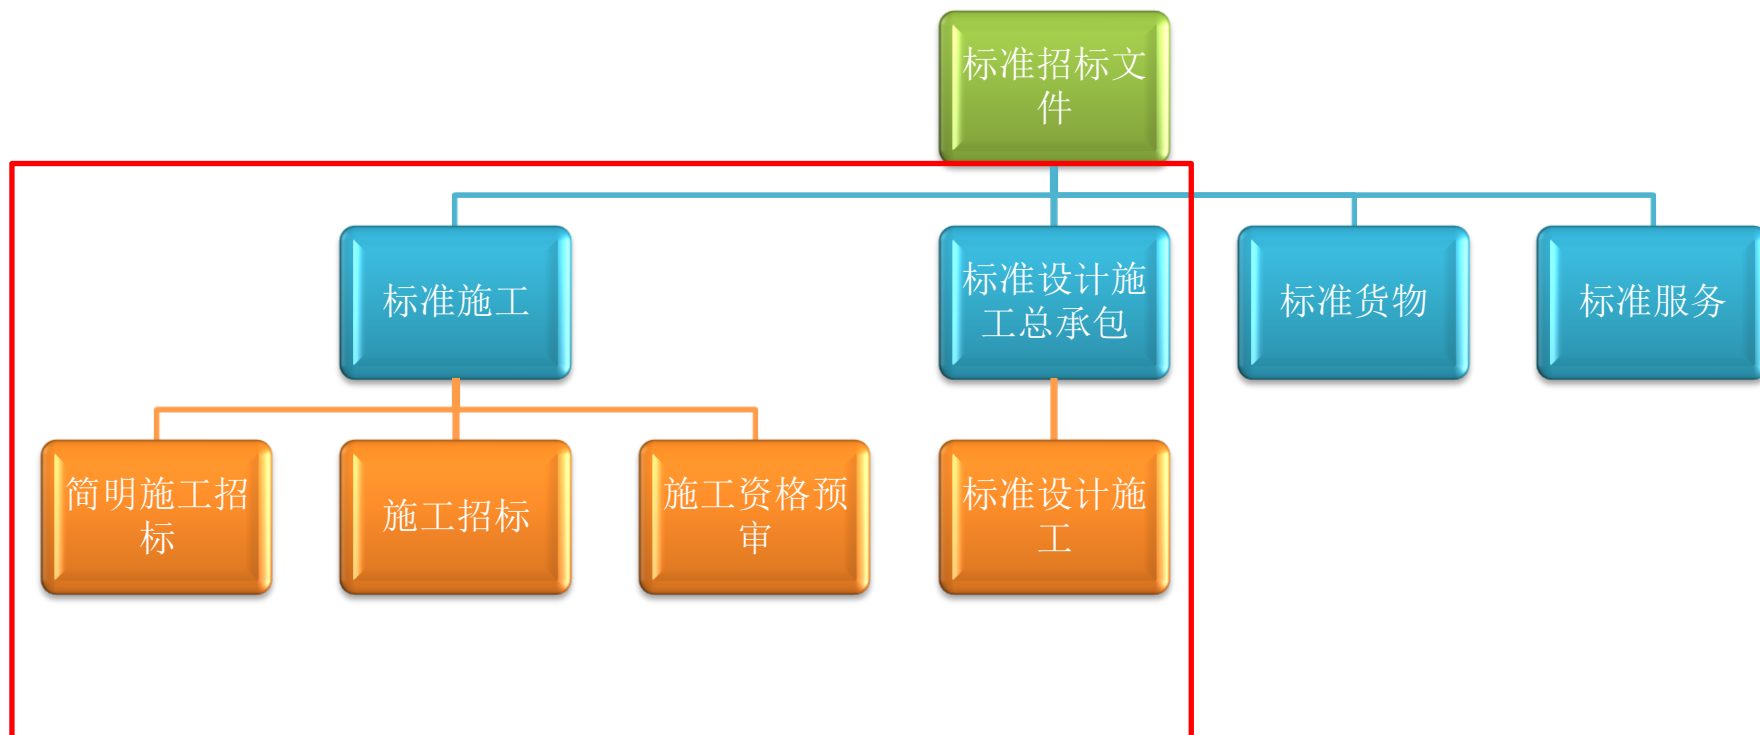 标准招标文
件
标准施工
标准设计施
工总承包
标准货物
标准服务
简明施工招
标
施工招标
施工资格预
审
标准设计施
工